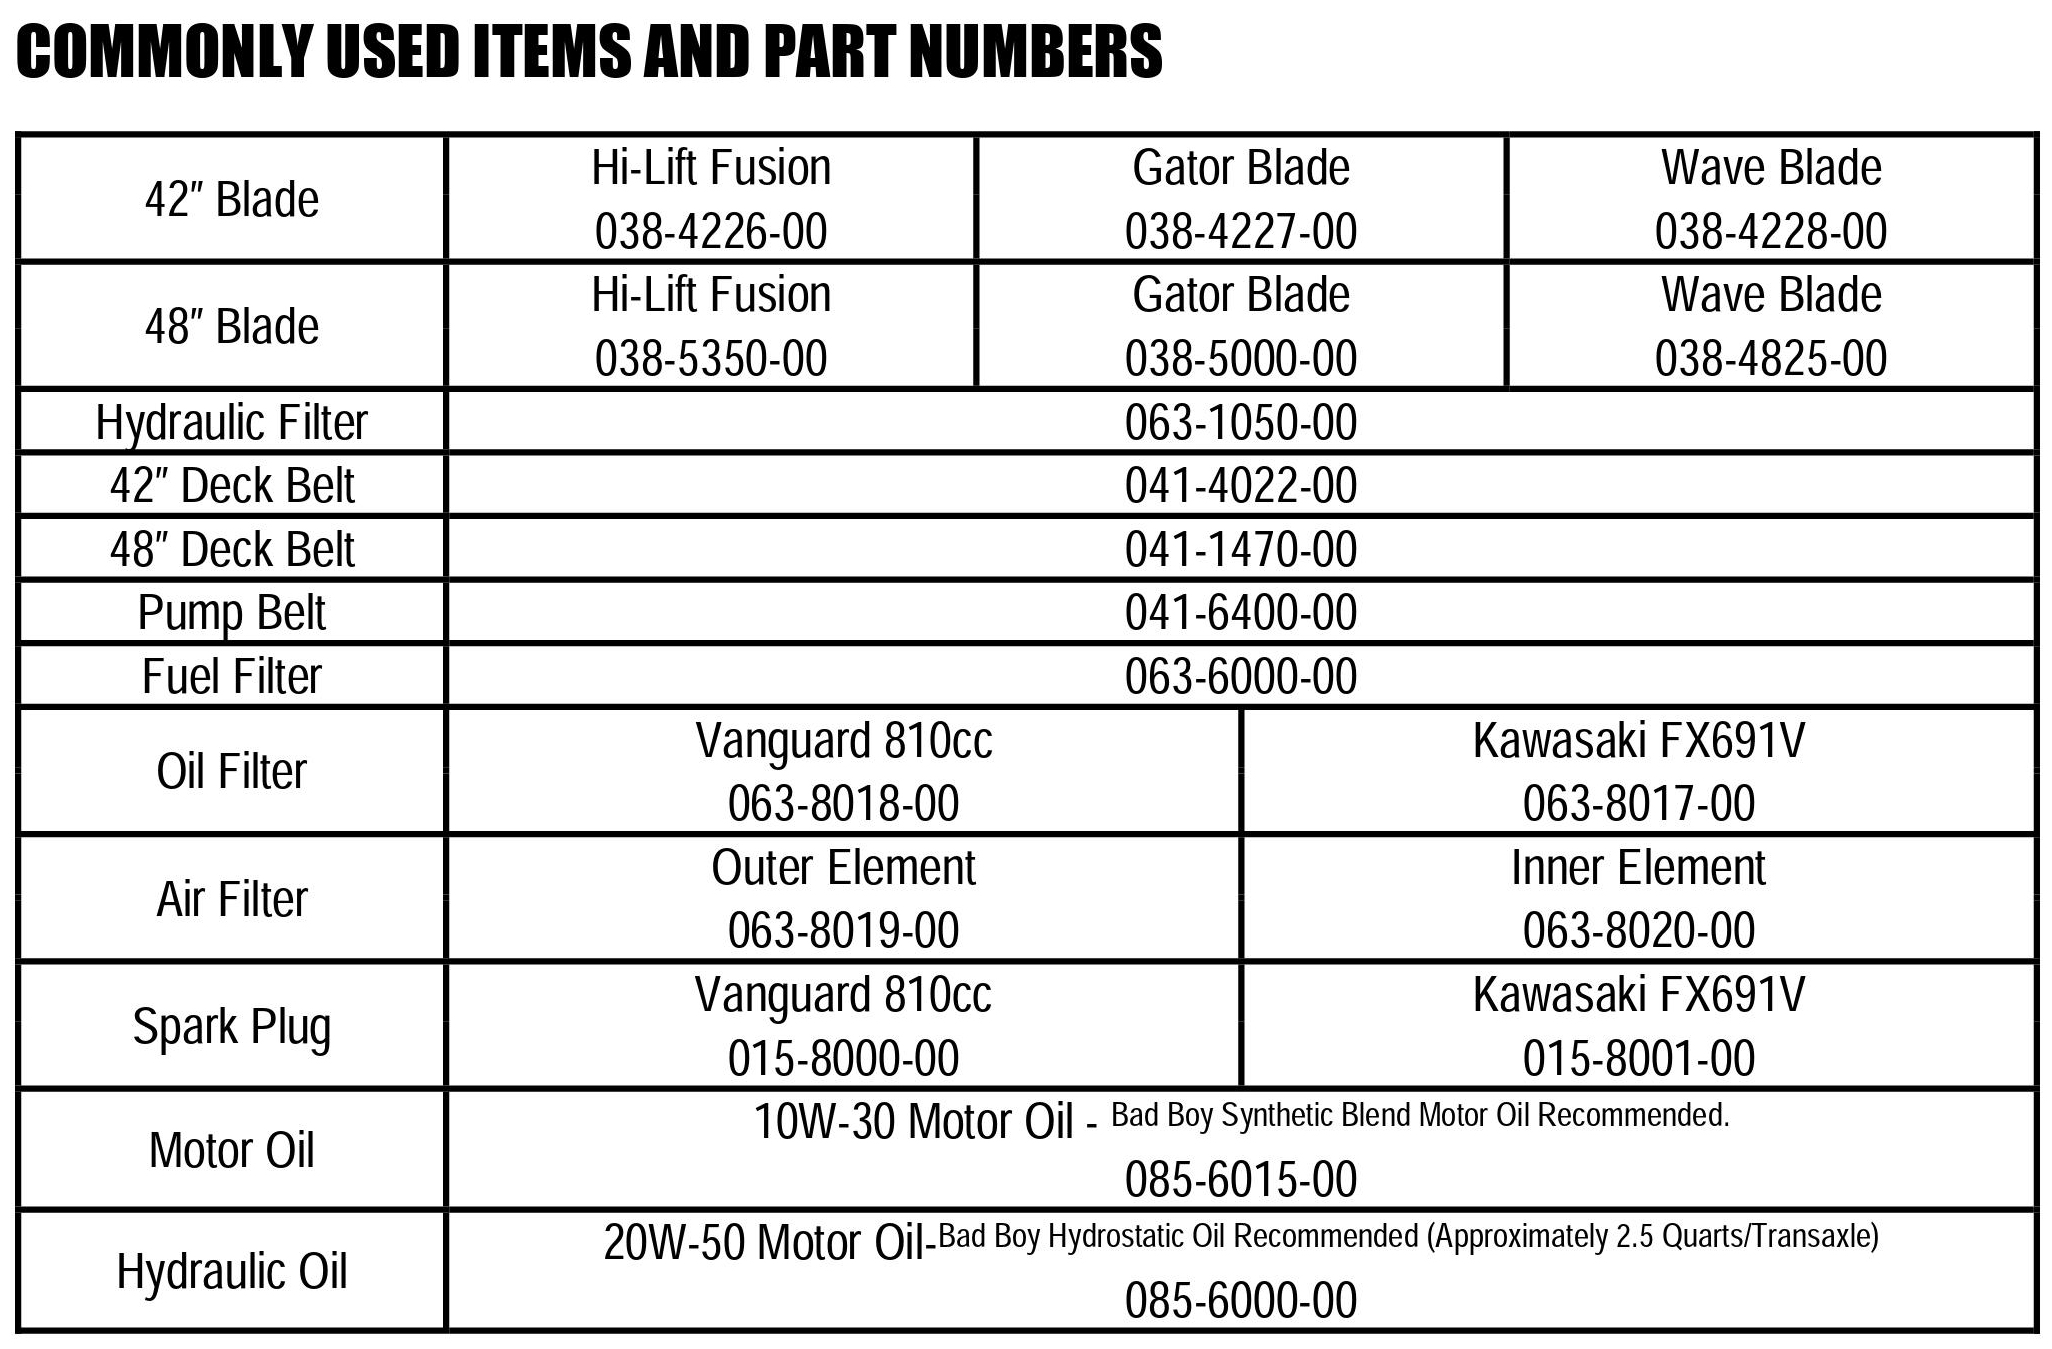 COMMONLY USED ITEMS AND PART NUMBERS
42″ Blade
Hi-Lift Fusion
038-4226-00
Gator Blade
038-4227-00
Wave Blade
038-4228-00
48″ Blade
Hi-Lift Fusion
038-5350-00
Gator Blade
038-5000-00
Wave Blade
038-4825-00
Hydraulic Filter
063-1050-00
42″ Deck Belt
041-4022-00
48″ Deck Belt
041-1470-00
Pump Belt
041-6400-00
Fuel Filter
063-6000-00
Oil Filter
Vanguard 810cc
063-8018-00
Kawasaki FX691V
063-8017-00
Air Filter
Outer Element
063-8019-00
Inner Element
063-8020-00
Spark Plug
Vanguard 810cc
015-8000-00
Kawasaki FX691V
015-8001-00
Motor Oil
10W-30 Motor Oil - Bad Boy Synthetic Blend Motor Oil Recommended.
085-6015-00
Hydraulic Oil
20W-50 Motor Oil-Bad Boy Hydrostatic Oil Recommended (Approximately 2.5 Quarts/Transaxle)
085-6000-00